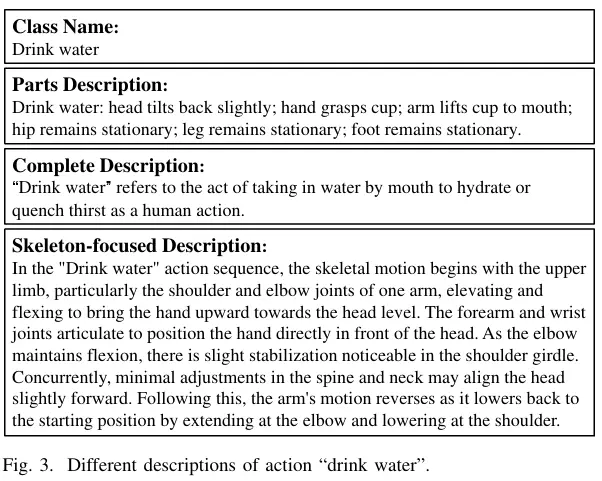 Class Name:
Drink water
Parts Description:
Drink water: head tilts back slightly; hand grasps cup; arm lifts cup to mouth;
hip remains stationary; leg remains stationary; foot remains stationary.
Complete Description:
“Drink water” refers to the act of taking in water by mouth to hydrate or
quench thirst as a human action.
Skeleton-focused Description:
In the "Drink water" action sequence, the skeletal motion begins with the upper
limb, particularly the shoulder and elbow joints of one arm, elevating and
flexing to bring the hand upward towards the head level. The forearm and wrist
joints articulate to position the hand directly in front of the head. As the elbow
maintains flexion, there is slight stabilization noticeable in the shoulder girdle.
Concurrently, minimal adjustments in the spine and neck may align the head
slightly forward. Following this, the arm's motion reverses as it lowers back to
the starting position by extending at the elbow and lowering at the shoulder.
Fig. 3. Different descriptions of action “drink water”.